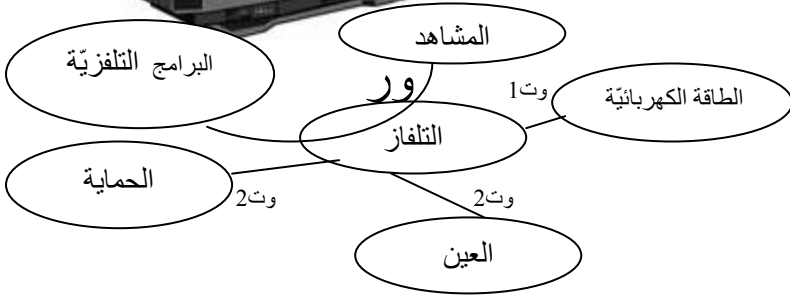 المشاهد
البرامج التلفزيّة
ور
وت1
الطاقة الكهربائيّة
التلفاز
الحماية
وت2
وت2
العين